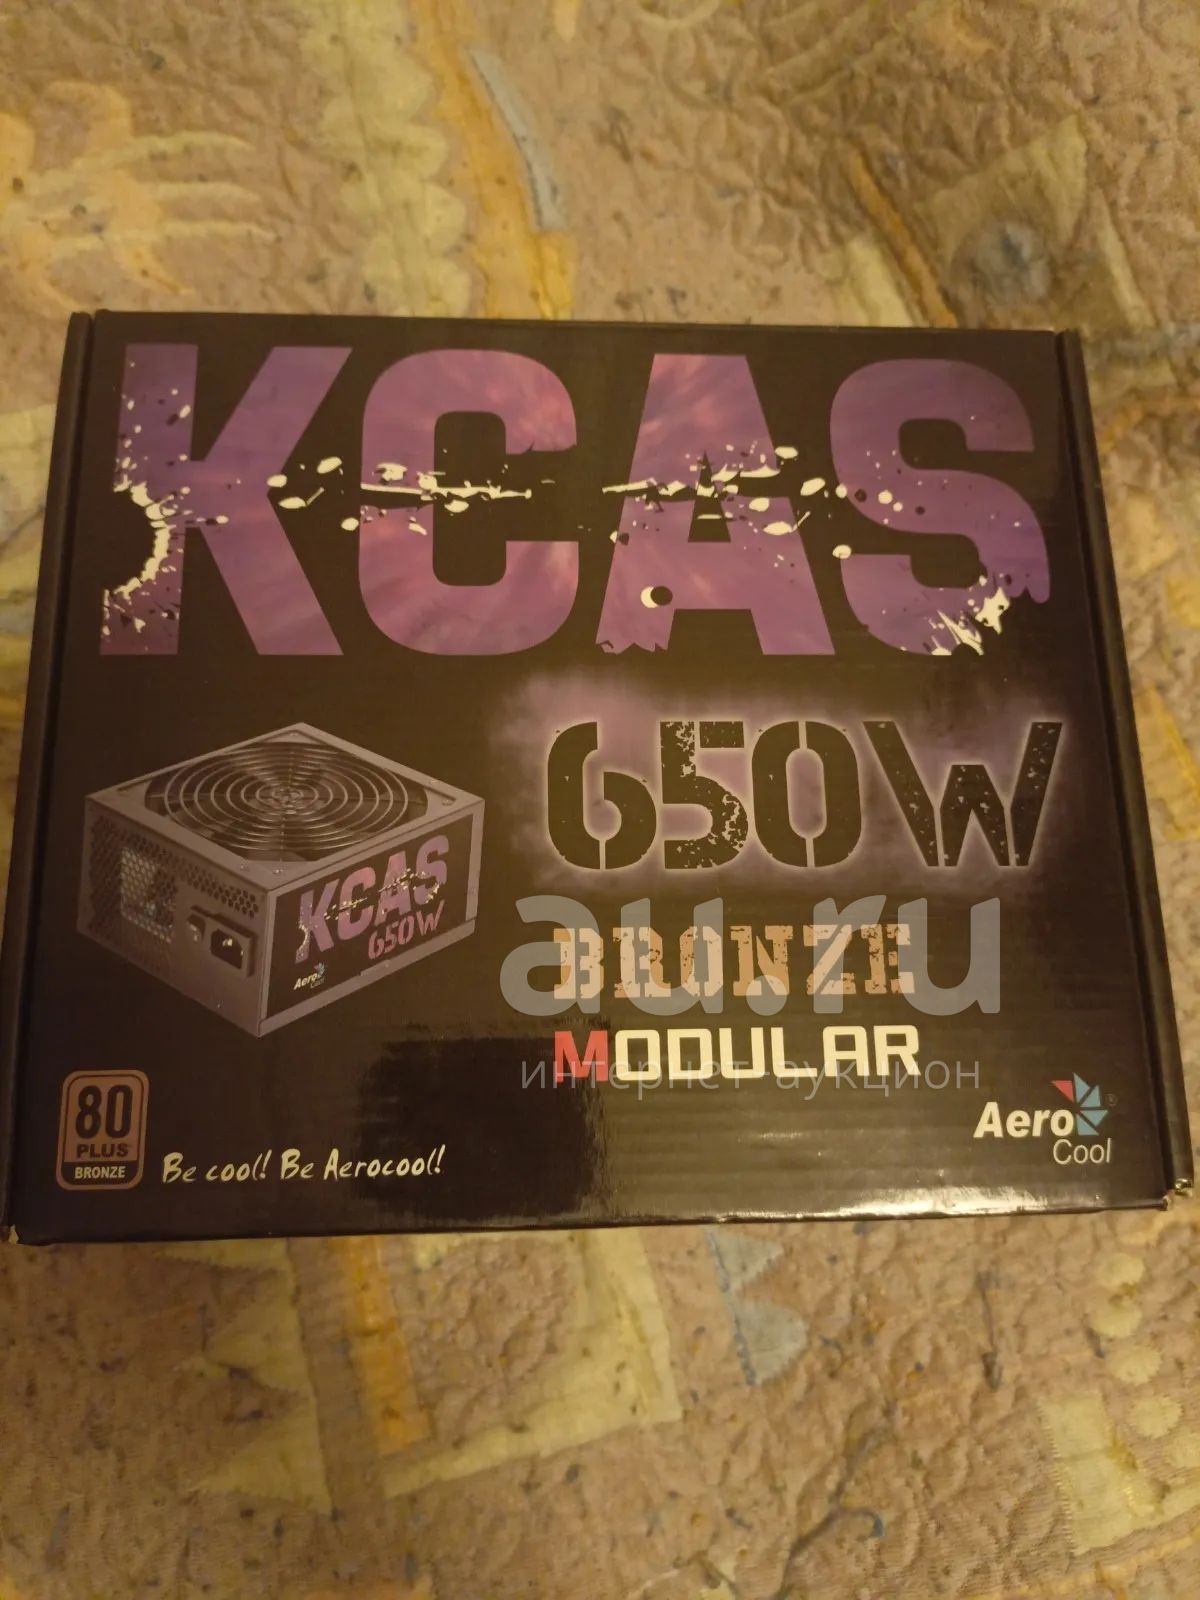 KCAS
650W
KCAS
650W
Aero
Cool
au.ru
BRONZE
MODULAR
интернет-аукцион
Aero
Cool
®
80
PLUS
BRONZE
Be cool! Be Aerocool!